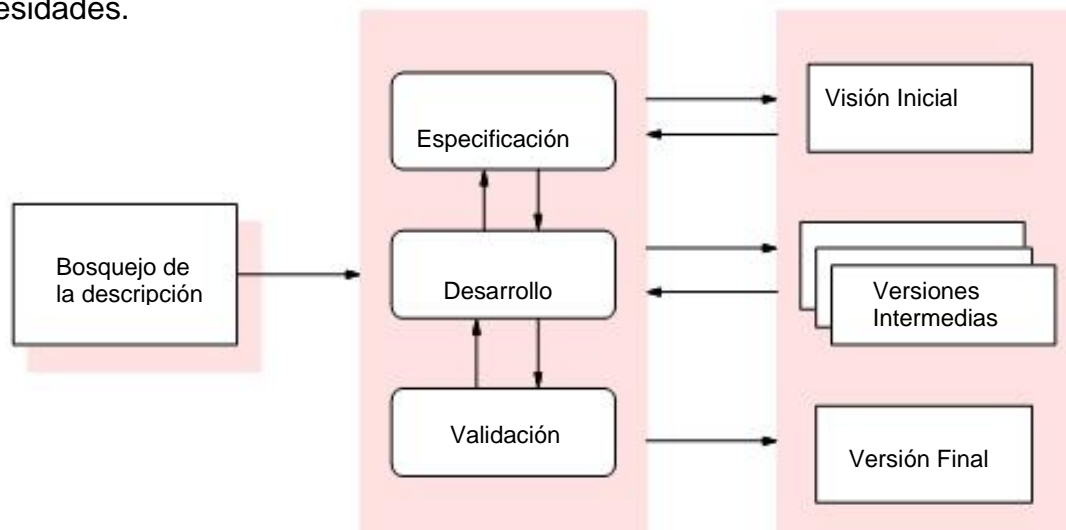 esidades.
Especificación
Visión Inicial
Bosquejo de
la descripción
Desarrollo
Versiones
Intermedias
Validación
Versión Final